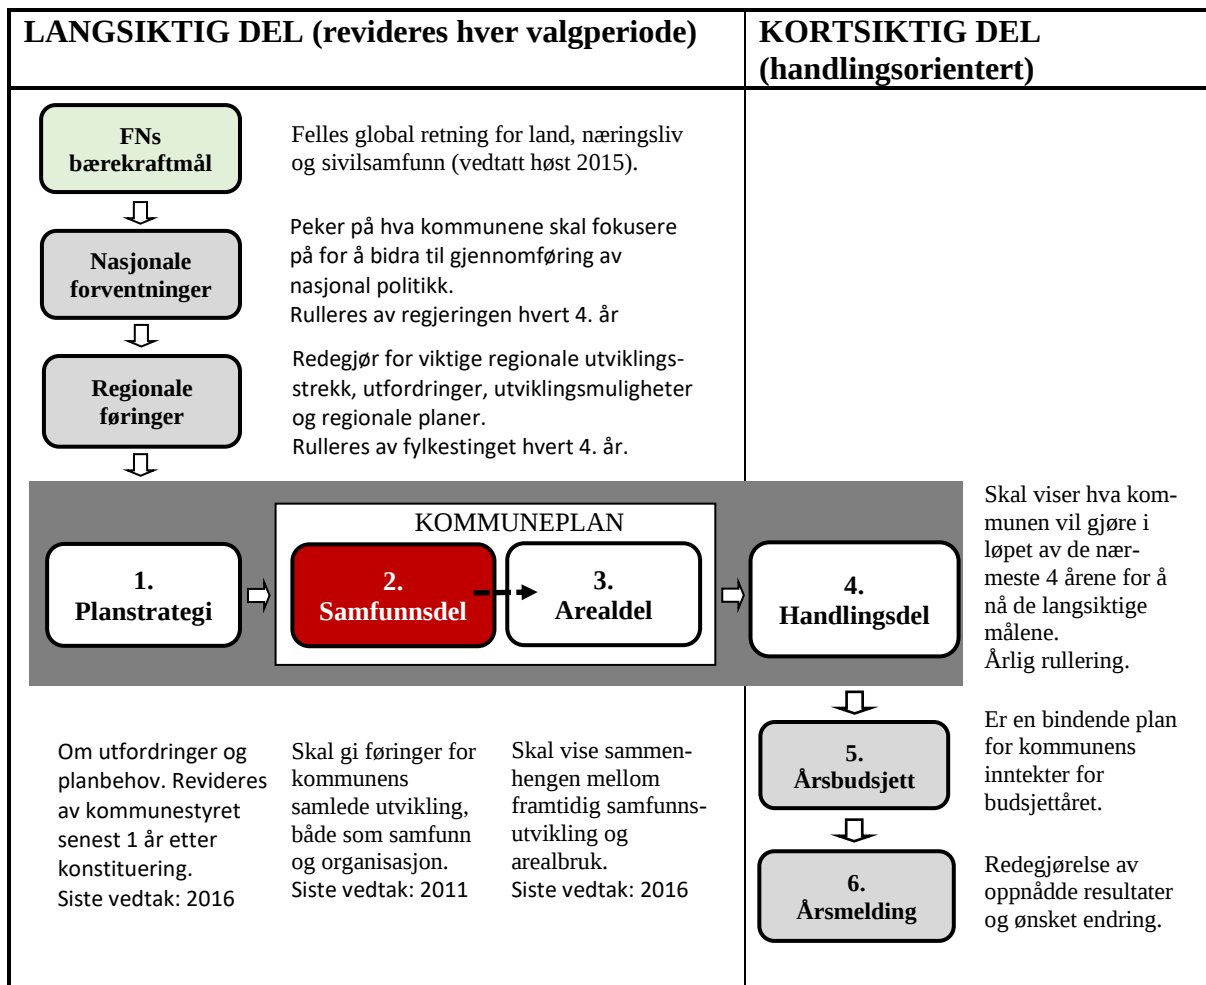 LANGSIKTIG DEL (revideres hver valgperiode)
KORTSIKTIG DEL
(handlingsorientert)
FNs
bærekraftmål
Felles global retning for land, næringsliv
og sivilsamfunn (vedtatt høst 2015).
Nasjonale
forventninger
Peker på hva kommunene skal fokusere
på for å bidra til gjennomføring av
nasjonal politikk.
Rulleres av regjeringen hvert 4. år
Regionale
føringer
Redegjør for viktige regionale utviklings-
strekk, utfordringer, utviklingsmuligheter
og regionale planer.
Rulleres av fylkestinget hvert 4. år.
KOMMUNEPLAN
1.
Planstrategi
2.
Samfunnsdel
3.
Arealdel
4.
Handlingsdel
Skal viser hva kom-
munen vil gjøre i
løpet av de nær-
meste 4 årene for å
nå de langsiktige
målene.
Årlig rullering.
Om utfordringer og
planbehov. Revideres
av kommunestyret
senest 1 år etter
konstituering.
Siste vedtak: 2016
Skal gi føringer for
kommunens
samlede utvikling,
både som samfunn
og organisasjon.
Siste vedtak: 2011
Skal vise sammen-
hengen mellom
framtidig samfunns-
utvikling og
arealbruk.
Siste vedtak: 2016
5.
Årsbudsjett
Er en bindende plan
for kommunens
inntekter for
budsjettåret.
6.
Årsmelding
Redegjørelse av
oppnådde resultater
og ønsket endring.